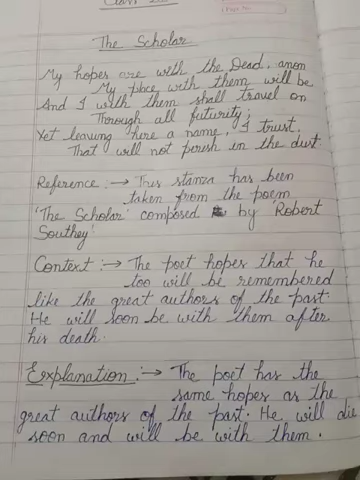 Class
The Scholar
My hopes are with the Dead, anon
My place with them will be
And I with them shall travel on
Through all futurity;
Yet leaving here a name, I trust,
That will not perish in the dust.
Reference:→ This stanza has been
taken from the poem
'The Scholar' composed by 'Robert
Southey'
Context:→ The poet hopes that he
too will be remembered
like the great authors of the past.
He will soon be with them after
his death.
Explanation:→ The poet has the
same hopes as the
great authors of the past. He will die
soon and will be with them.